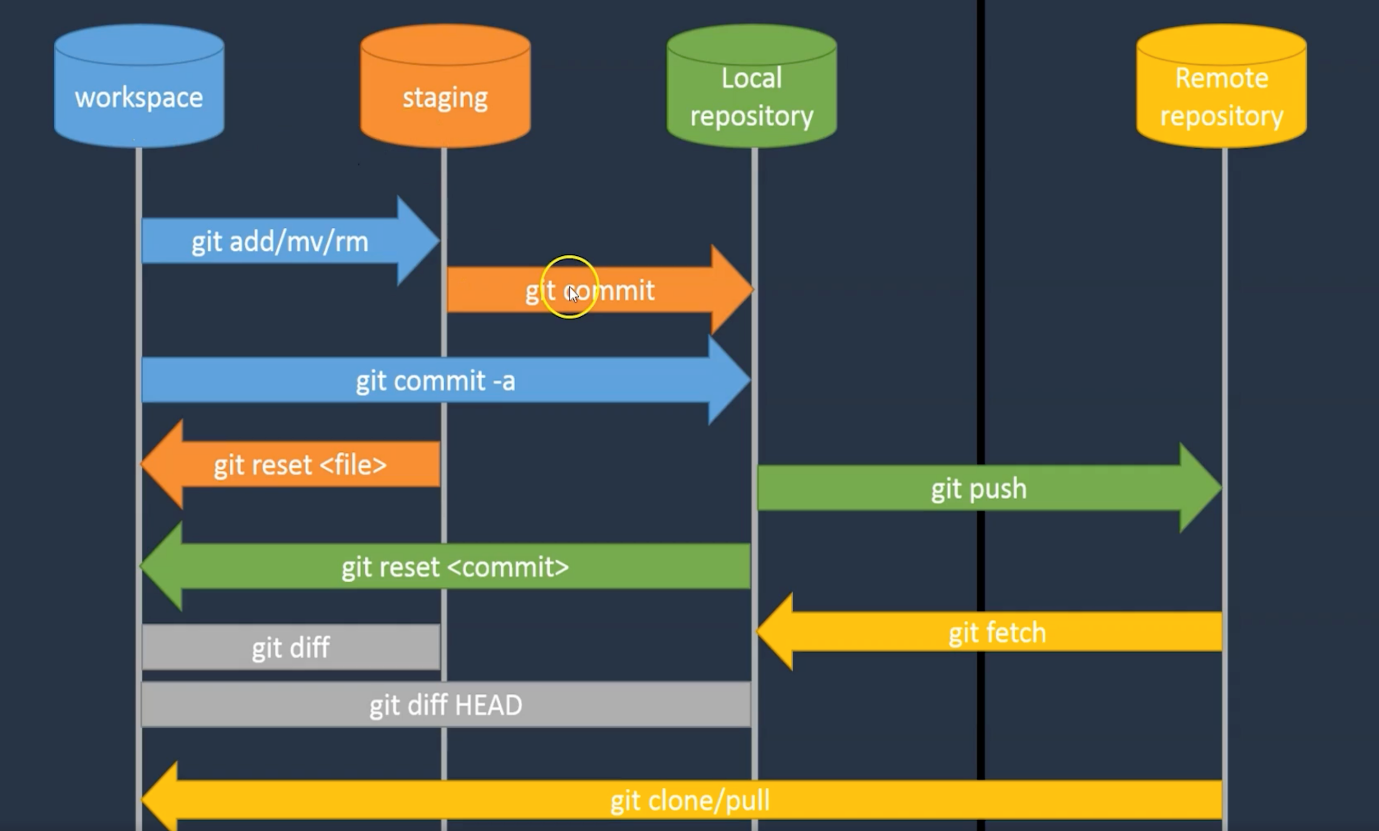 workspace
staging
Local
repository
Remote
repository
git add/mv/rm
git commit
git commit -a
git reset <file>
git push
git reset <commit>
git fetch
git diff
git diff HEAD
git clone/pull